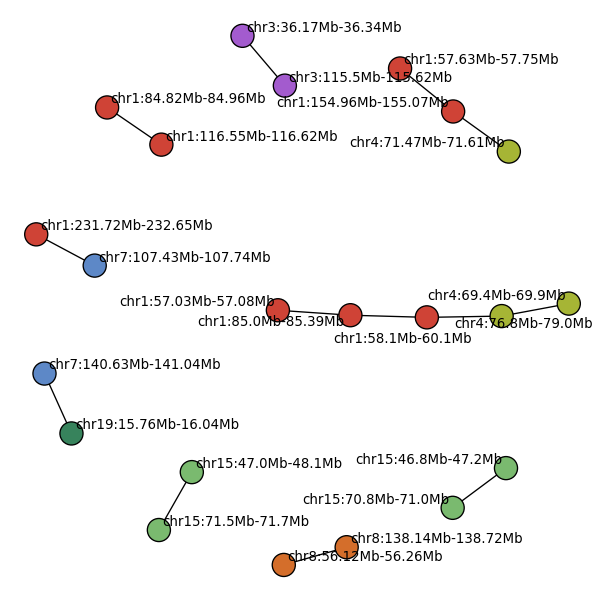 chr3:36.17Mb-36.34Mb
chr1:57.63Mb-57.75Mb
chr3:115.5Mb-115.62Mb
chr1:84.82Mb-84.96Mb
chr1:154.96Mb-155.07Mb
chr1:116.55Mb-116.62Mb
chr4:71.47Mb-71.61Mb
chr1:231.72Mb-232.65Mb
chr7:107.43Mb-107.74Mb
chr4:69.4Mb-69.9Mb
chr1:57.03Mb-57.08Mb
chr1:85.0Mb-85.39Mb
chr4:76.8Mb-79.0Mb
chr1:58.1Mb-60.1Mb
chr7:140.63Mb-141.04Mb
chr19:15.76Mb-16.04Mb
chr15:46.8Mb-47.2Mb
chr15:47.0Mb-48.1Mb
chr15:70.8Mb-71.0Mb
chr15:71.5Mb-71.7Mb
chr8:138.14Mb-138.72Mb
chr8:56.12Mb-56.26Mb